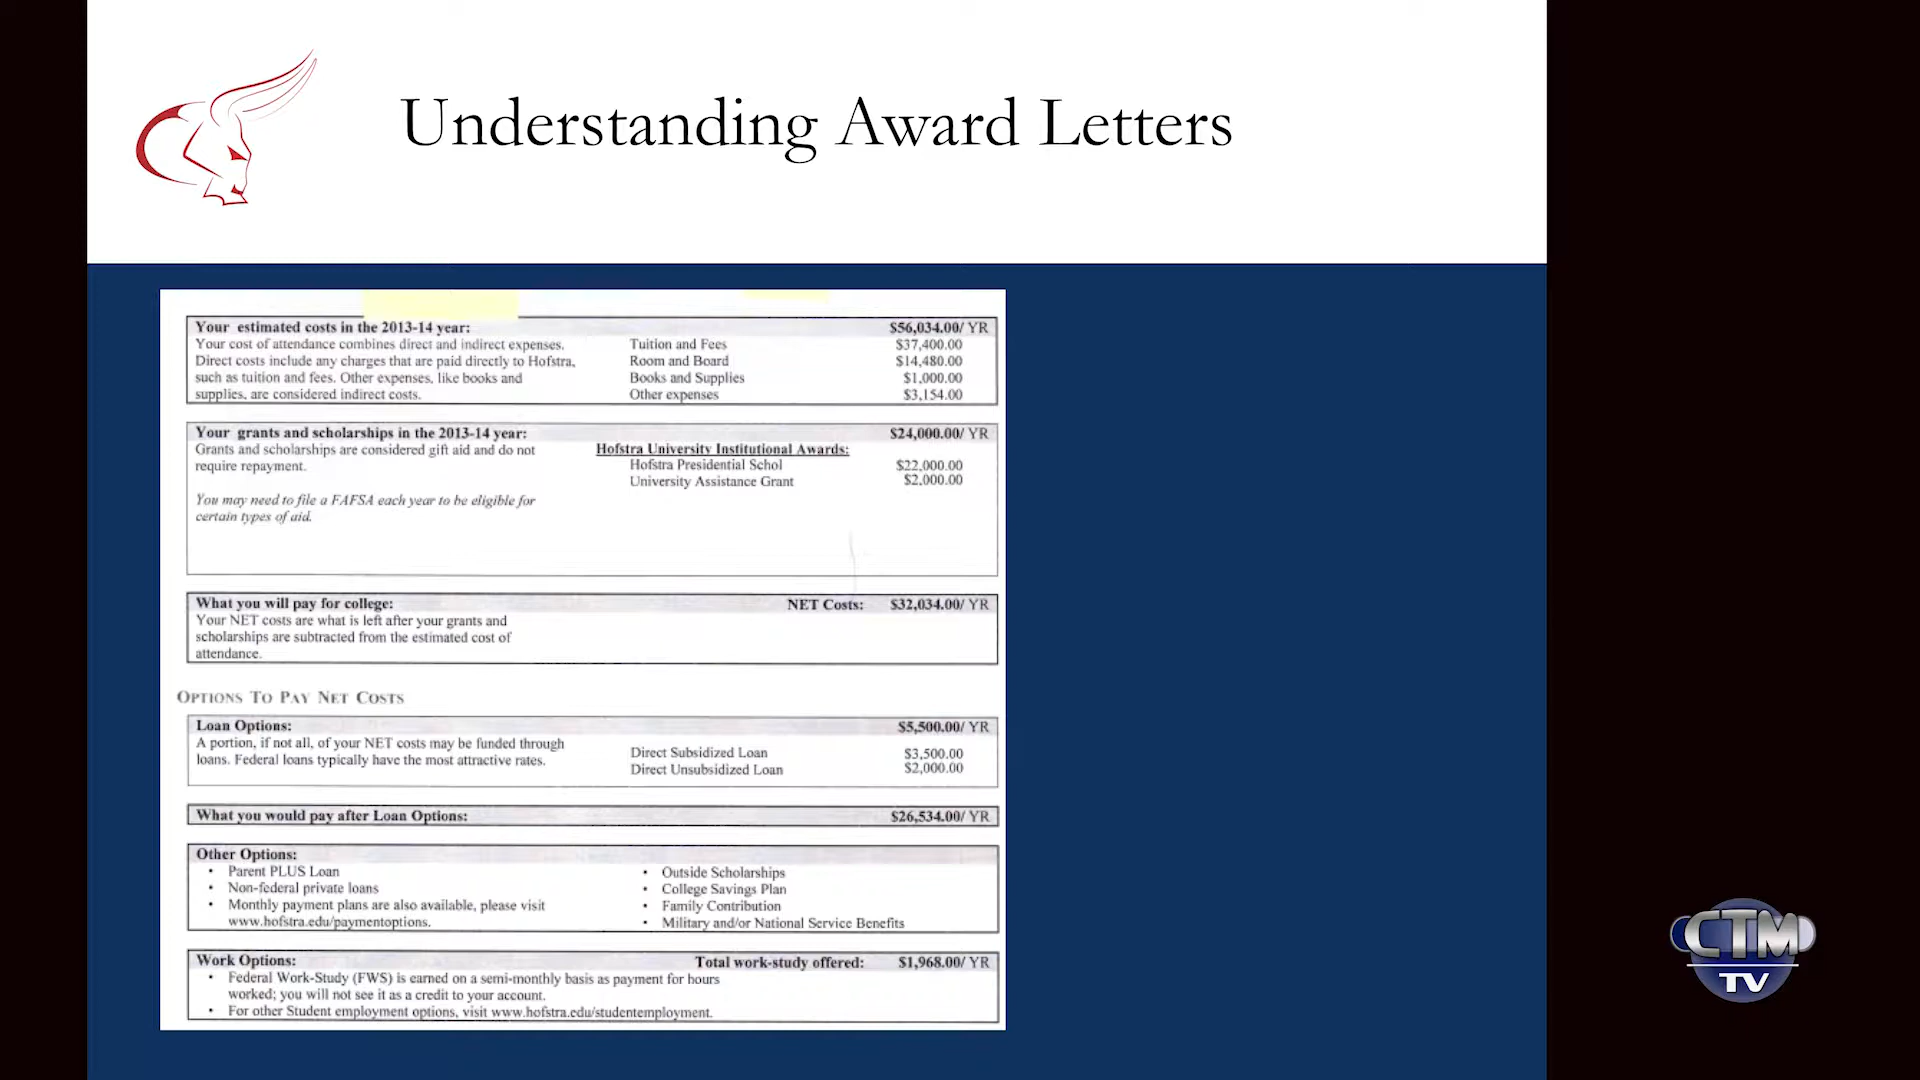 Understanding Award Letters
Your estimated costs in the 2013-14 year: $56,034.00/ YR
Your cost of attendance combines direct and indirect expenses. Tuition and Fees $37,400.00
Direct costs include any charges that are paid directly to Hofstra, Room and Board $14,480.00
such as tuition and fees. Other expenses, like books and Books and Supplies $1,000.00
supplies, are considered indirect costs. Other expenses $3,154.00
Your grants and scholarships in the 2013-14 year: $24,000.00/ YR
Grants and scholarships are considered gift aid and do not Hofstra University Institutional Awards:
require repayment. Hofstra Presidential Schol $22,000.00
University Assistance Grant $2,000.00
You may need to file a FAFSA each year to be eligible for
certain types of aid.
What you will pay for college: NET Costs: $32,034.00/ YR
Your NET costs are what is left after your grants and
scholarships are subtracted from the estimated cost of
attendance.
OPTIONS TO PAY NET COSTS
Loan Options: $5,500.00/ YR
A portion, if not all, of your NET costs may be funded through Direct Subsidized Loan $3,500.00
loans. Federal loans typically have the most attractive rates. Direct Unsubsidized Loan $2,000.00
What you would pay after Loan Options: $26,534.00/ YR
Other Options:
• Parent PLUS Loan • Outside Scholarships
• Non-federal private loans • College Savings Plan
• Monthly payment plans are also available, please visit • Family Contribution
www.hofstra.edu/paymentoptions. • Military and/or National Service Benefits
Work Options: Total work-study offered: $1,968.00/ YR
• Federal Work-Study (FWS) is earned on a semi-monthly basis as payment for hours
worked; you will not see it as a credit to your account.
• For other Student employment options, visit www.hofstra.edu/studentemployment.
CTM
TV